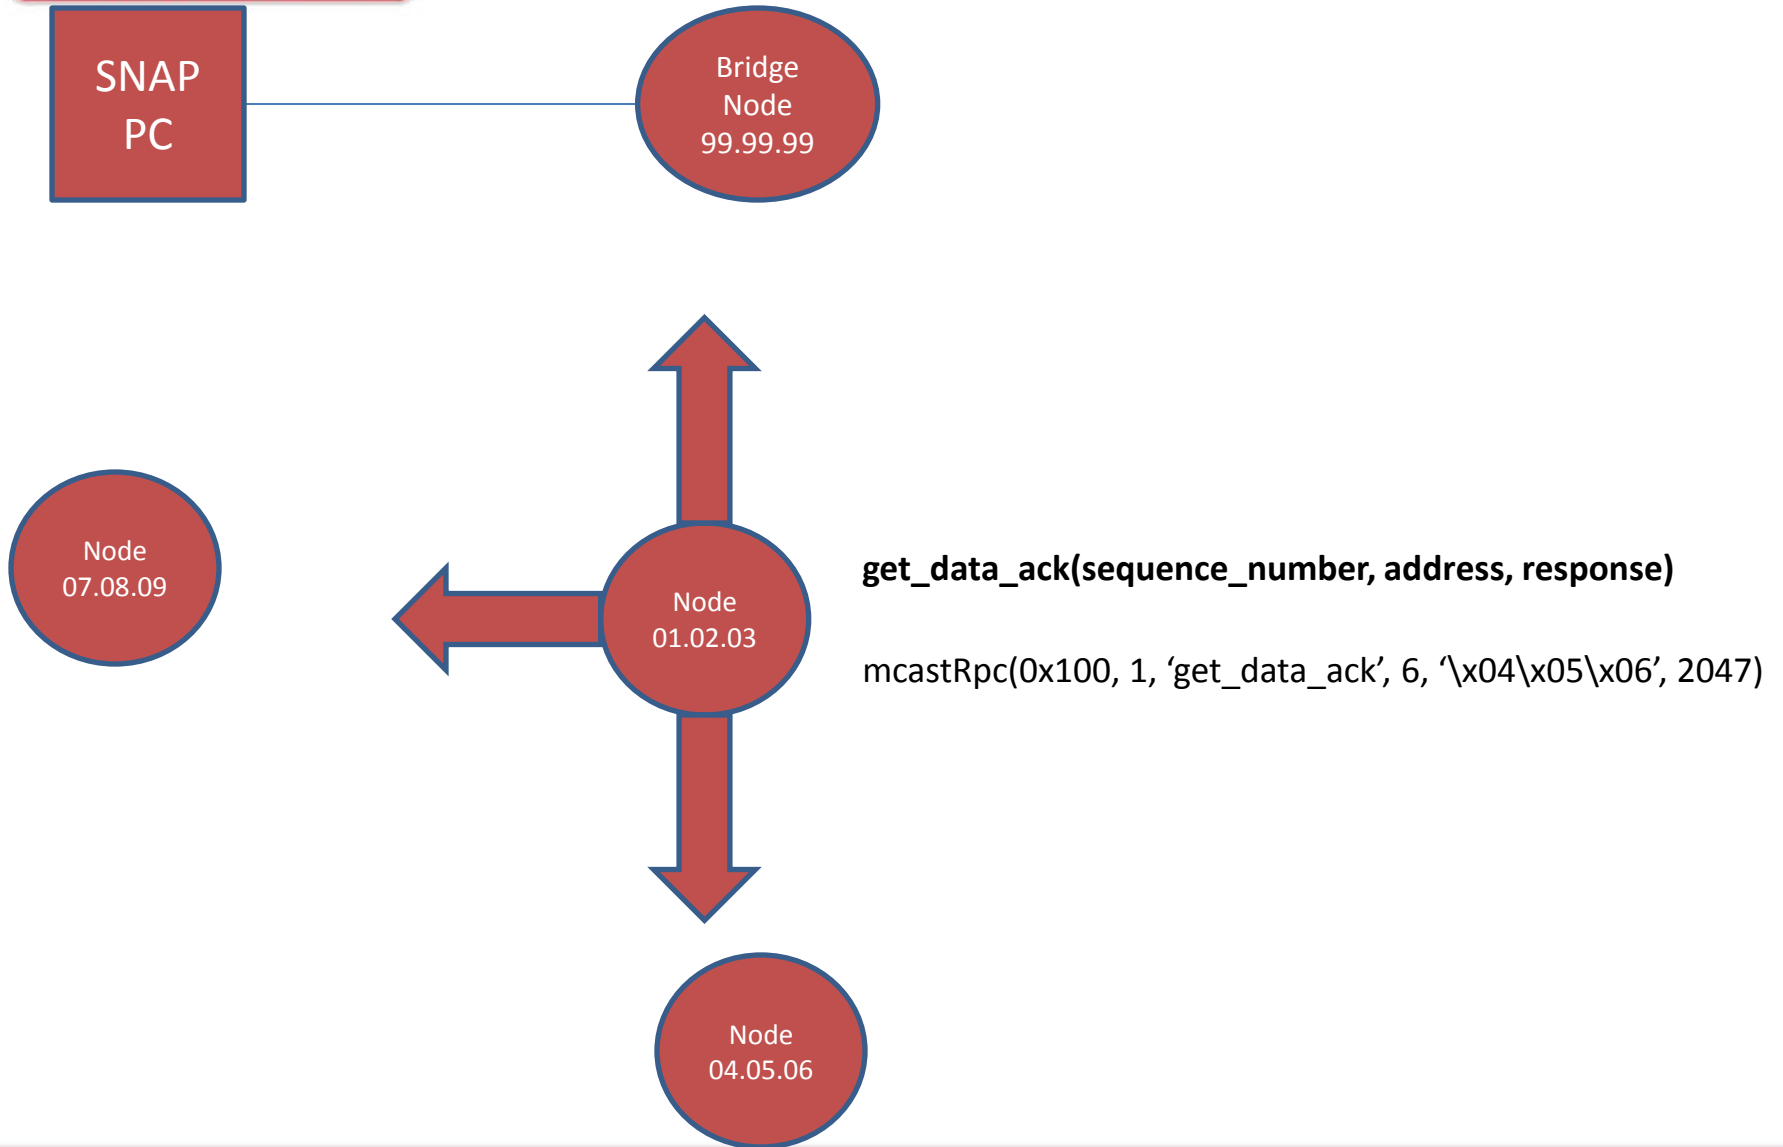 SNAP
PC
Bridge
Node
99.99.99
Node
07.08.09
Node
01.02.03
get_data_ack(sequence_number, address, response)
mcastRpc(0x100, 1, ‘get_data_ack’, 6, ‘\x04\x05\x06’, 2047)
Node
04.05.06